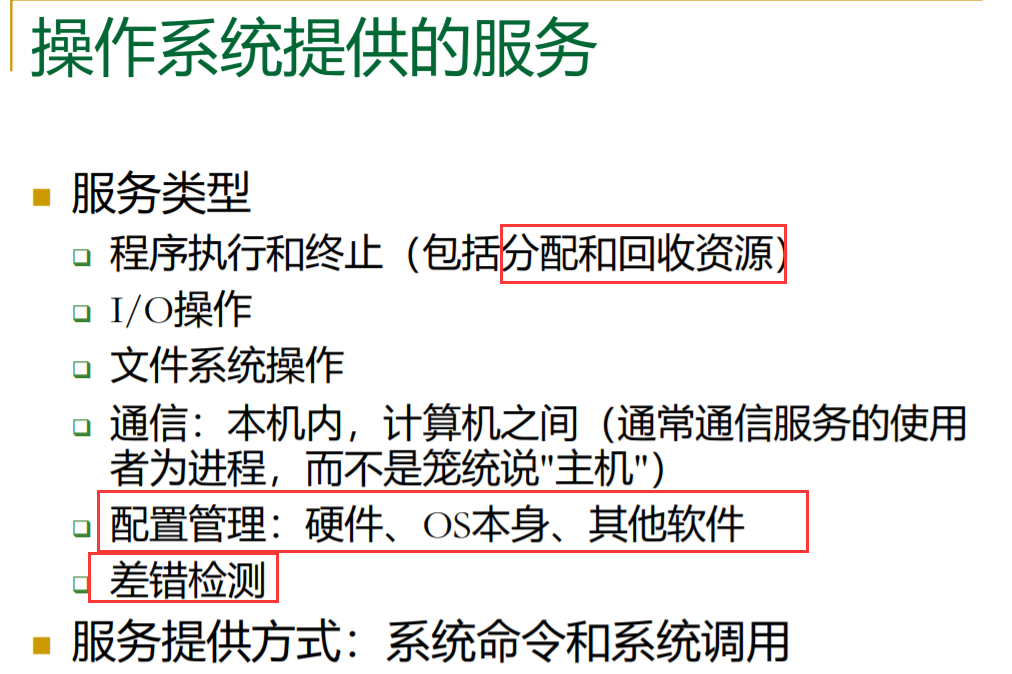 操作系统提供的服务
服务类型
程序执行和终止（包括分配和回收资源）
I/O操作
文件系统操作
通信：本机内，计算机之间（通常通信服务的使用
者为进程，而不是笼统说"主机"）
配置管理：硬件、OS本身、其他软件
差错检测
服务提供方式：系统命令和系统调用